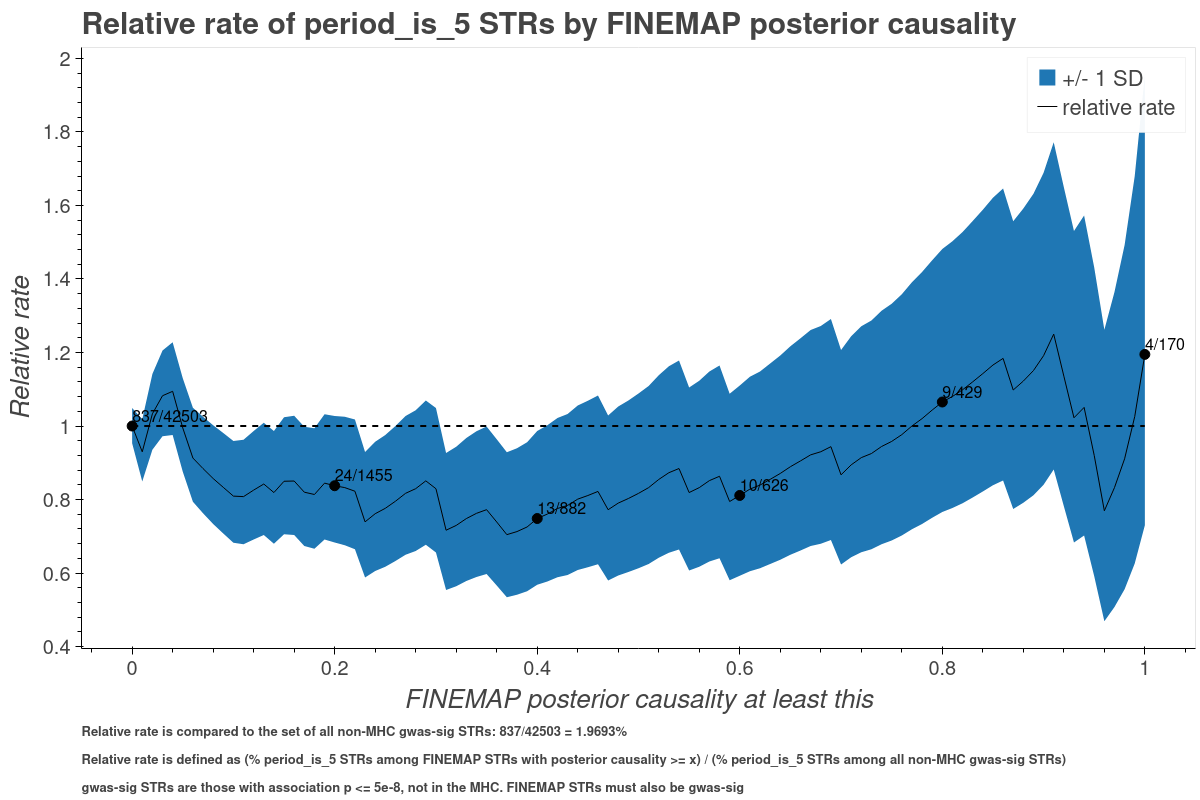 Relative rate of period_is_5 STRs by FINEMAP posterior causality
2
1.8
1.6
1.4
1.2
1
0.8
0.6
0.4
Relative rate
+/- 1 SD
relative rate
837/42503
24/1455
13/882
10/626
9/429
4/170
0
0.2
0.4
0.6
0.8
1
FINEMAP posterior causality at least this
Relative rate is compared to the set of all non-MHC gwas-sig STRs: 837/42503 = 1.9693%
Relative rate is defined as (% period_is_5 STRs among FINEMAP STRs with posterior causality >= x) / (% period_is_5 STRs among all non-MHC gwas-sig STRs)
gwas-sig STRs are those with association p <= 5e-8, not in the MHC. FINEMAP STRs must also be gwas-sig